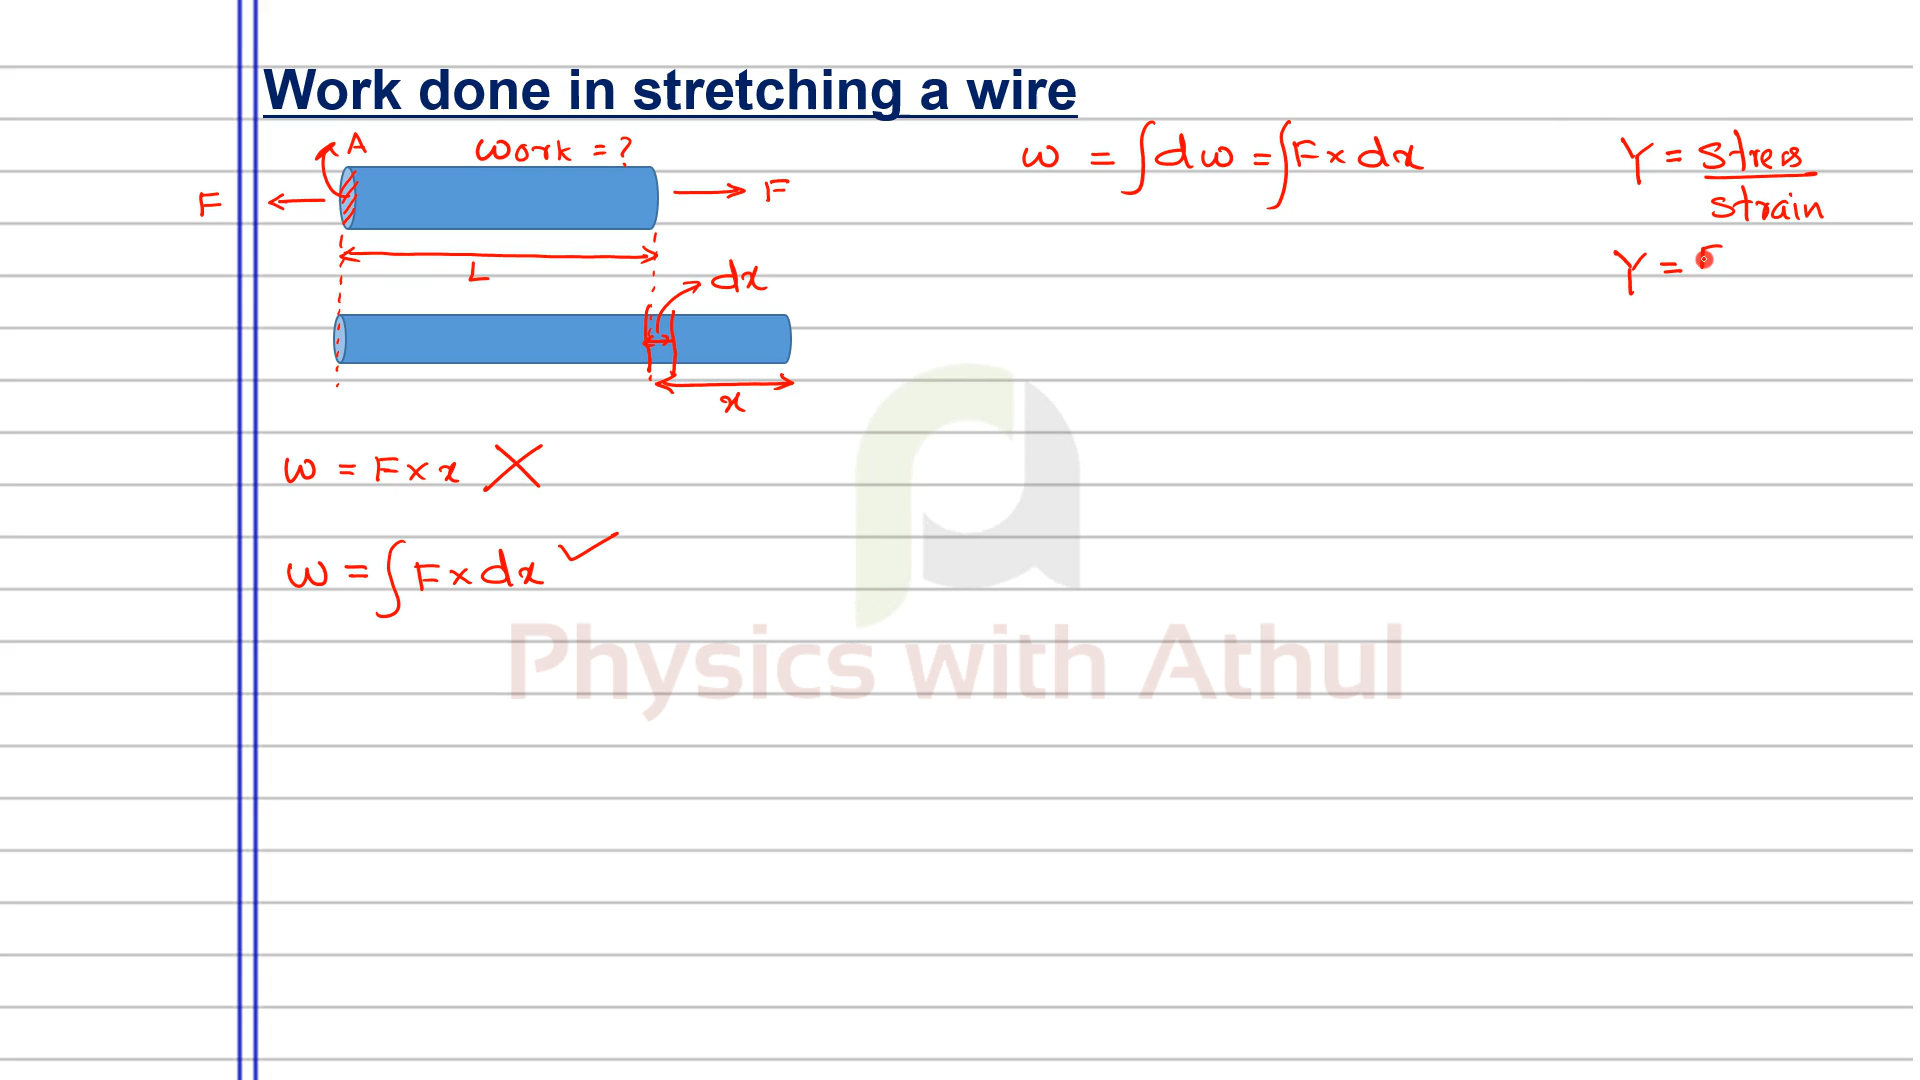 Work done in stretching a wire
A
Work = ?
F
F
L
dx
x
W = F × x
W = ∫ F × dx ✓
W = ∫ dW = ∫ F × dx
Y = Stress
Strain
Y = F
Physics with Athul